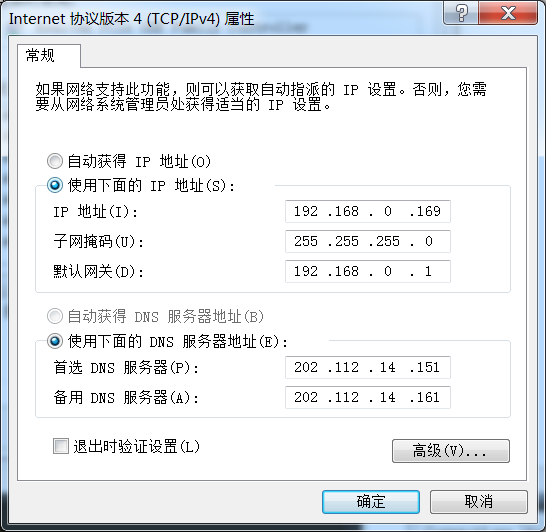 Internet 协议版本 4 (TCP/IPv4) 属性
常规
如果网络支持此功能，则可以获取自动指派的 IP 设置。否则，您需
要从网络系统管理员处获得适当的 IP 设置。
自动获得 IP 地址(O)
使用下面的 IP 地址(S):
IP 地址(I): 192 .168 . 0 .169
子网掩码(U): 255 .255 .255 . 0
默认网关(D): 192 .168 . 0 . 1
自动获得 DNS 服务器地址(B)
使用下面的 DNS 服务器地址(E):
首选 DNS 服务器(P): 202 .112 . 14 .151
备用 DNS 服务器(A): 202 .112 . 14 .161
退出时验证设置(L)
高级(V)...
确定 取消